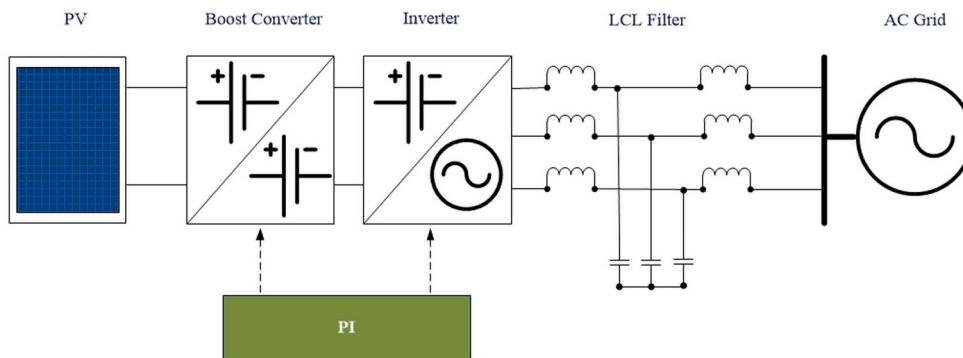 PV
Boost Converter
Inverter
LCL Filter
AC Grid
+ −
+ −
+ −
PI